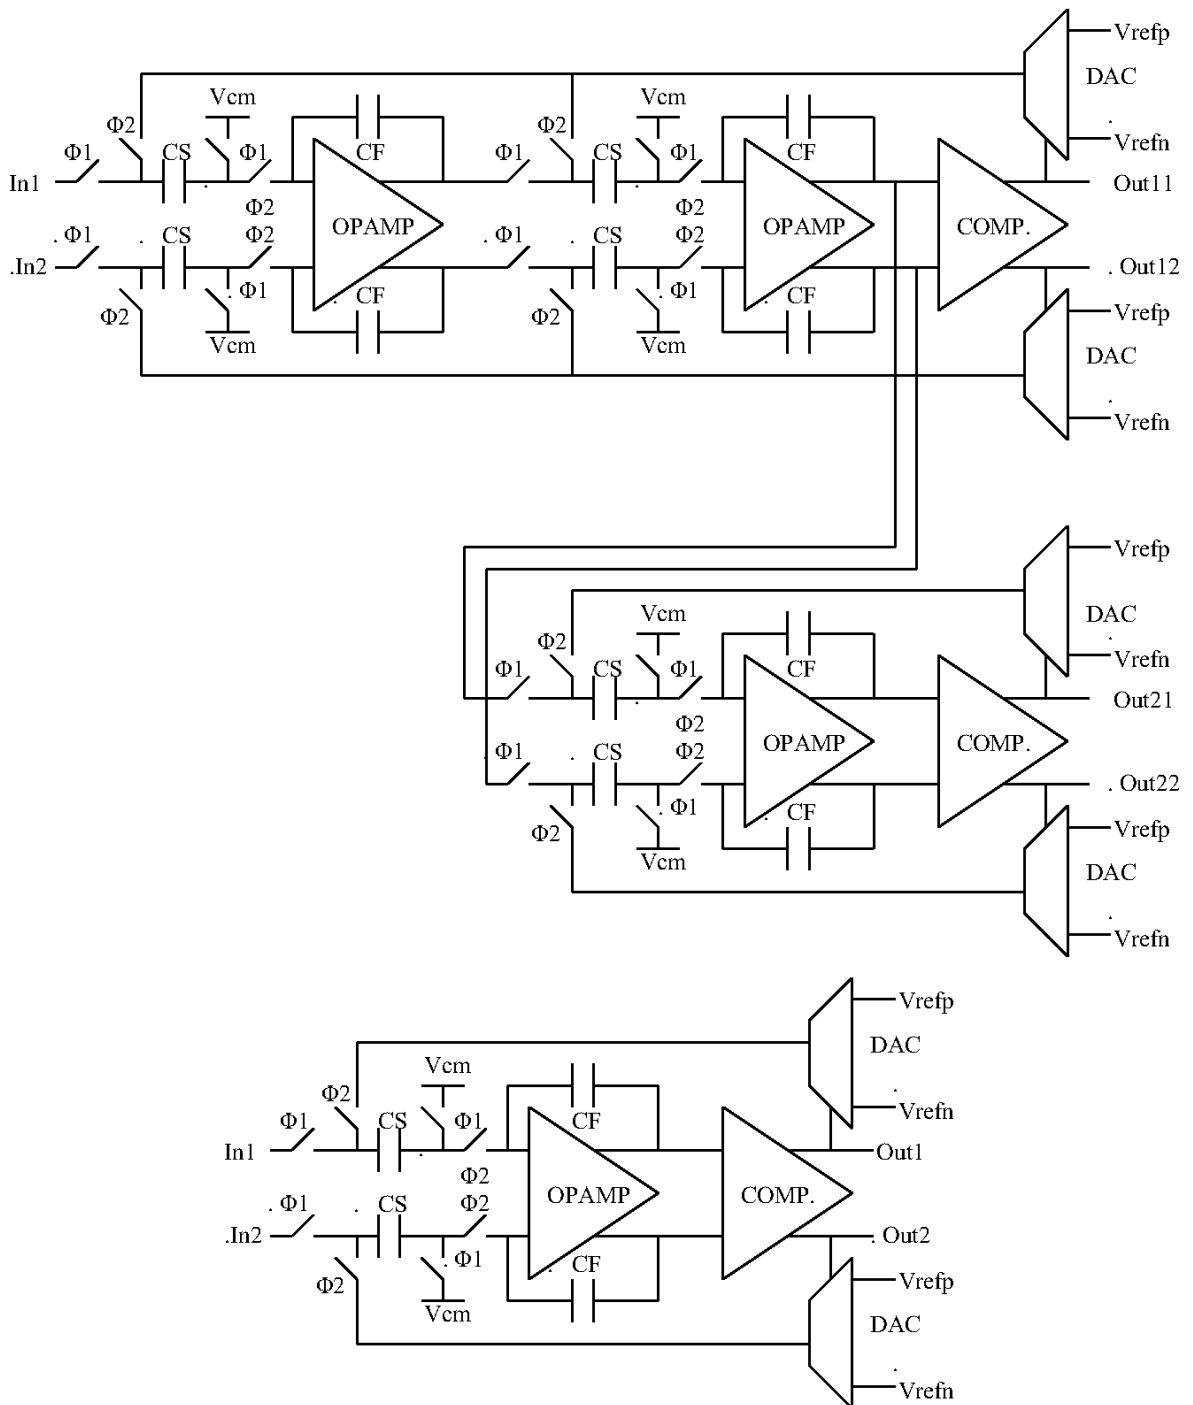 Vrefp
DAC
Vcm Vcm
Φ2 Φ2 Vrefn
Φ1 CS Φ1 CF Φ1 CS Φ1 CF
In1 Out11
Φ2 OPAMP Φ2 OPAMP COMP.
.Φ1 CS Φ2 .Φ1 CS Φ2
.In2 . Out12
Φ1 CF Φ1 CF
Φ2 Φ2 Vrefp
Vcm Vcm DAC
Vrefn
Vrefp
Vcm DAC
Φ2 Vrefn
Φ1 CS Φ1 CF
Out21
Φ2 OPAMP COMP.
Φ1 CS Φ2
. Out22
Φ1 CF
Φ2 Vrefp
Vcm DAC
Vrefn
Vrefp
DAC
Vcm
Φ2 Vrefn
Φ1 CS Φ1 CF
In1 Out1
Φ2 OPAMP COMP.
. Φ1 CS Φ2
.In2 . Out2
Φ1 CF
Φ2 Vrefp
Vcm DAC
Vrefn